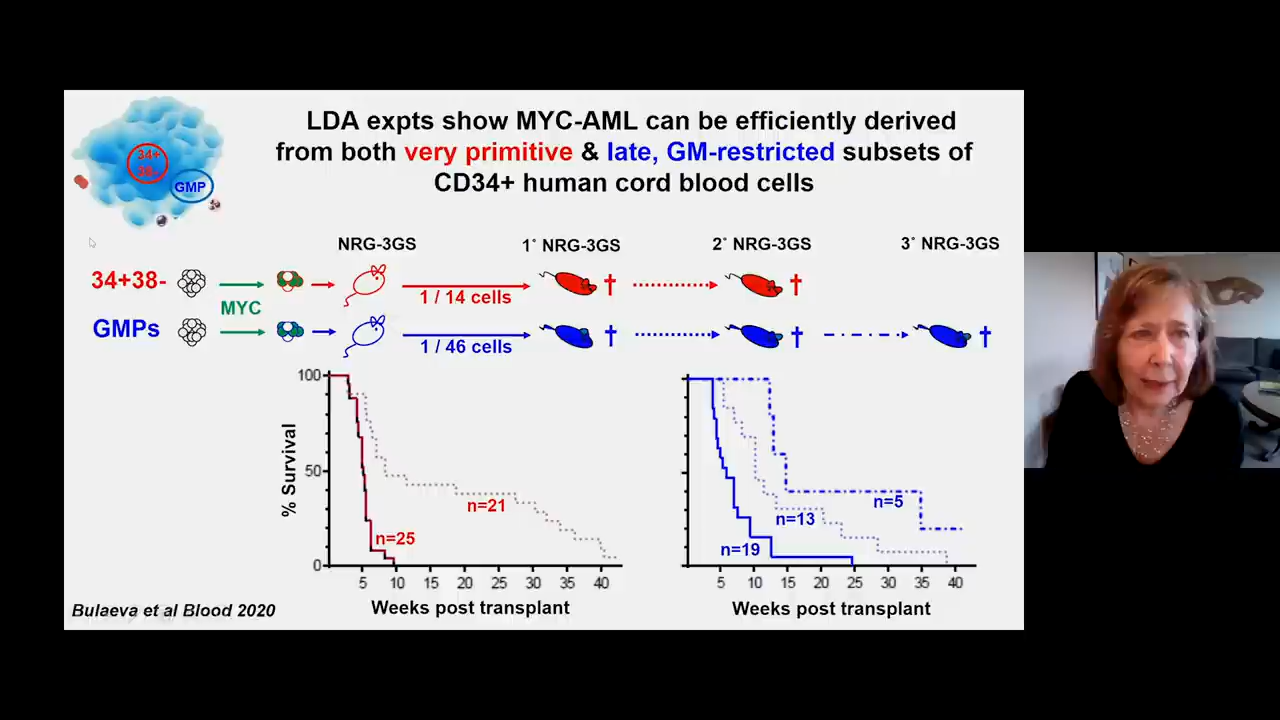 LDA expts show MYC-AML can be efficiently derived
from both very primitive & late, GM-restricted subsets of
CD34+ human cord blood cells
34+
38-
GMP
NRG-3GS
1° NRG-3GS
2° NRG-3GS
3° NRG-3GS
34+38-
MYC
1 / 14 cells
†
†
GMPs
1 / 46 cells
†
†
†
% Survival
100
50
0
n=21
n=25
5 10 15 20 25 30 35 40
Weeks post transplant
n=5
n=13
n=19
5 10 15 20 25 30 35 40
Weeks post transplant
Bulaeva et al Blood 2020